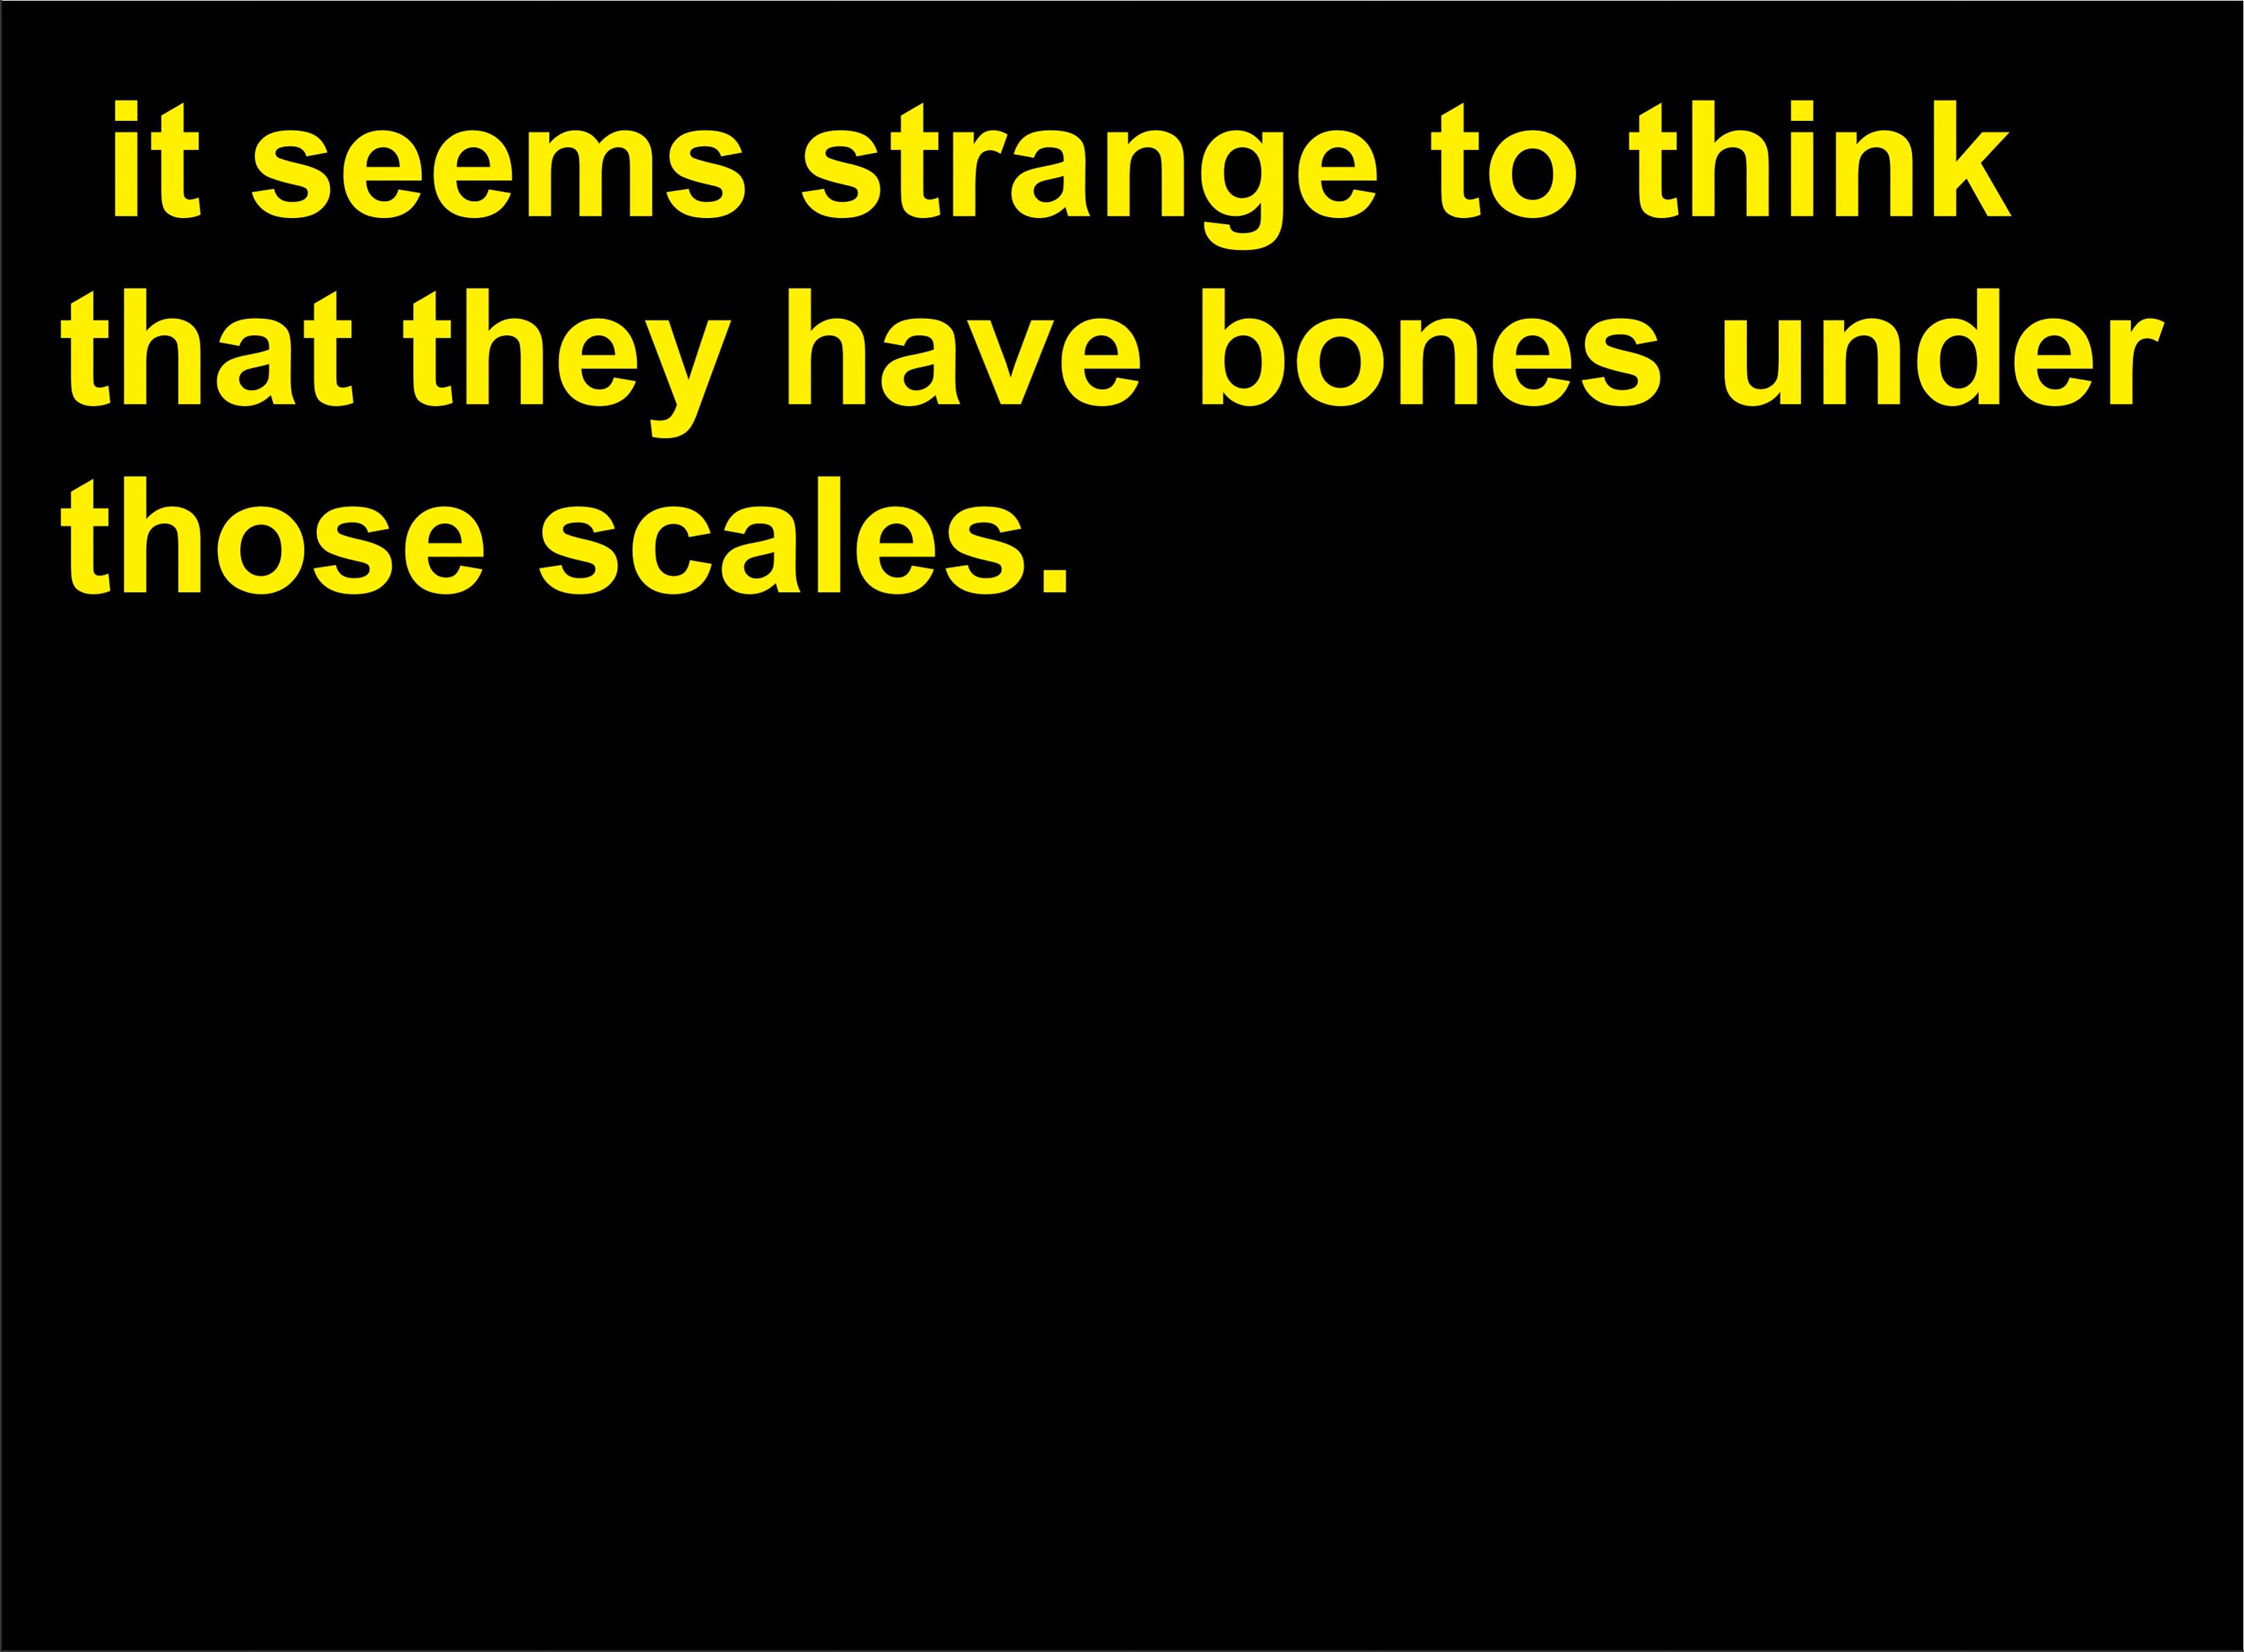 it seems strange to think
that they have bones under
those scales.